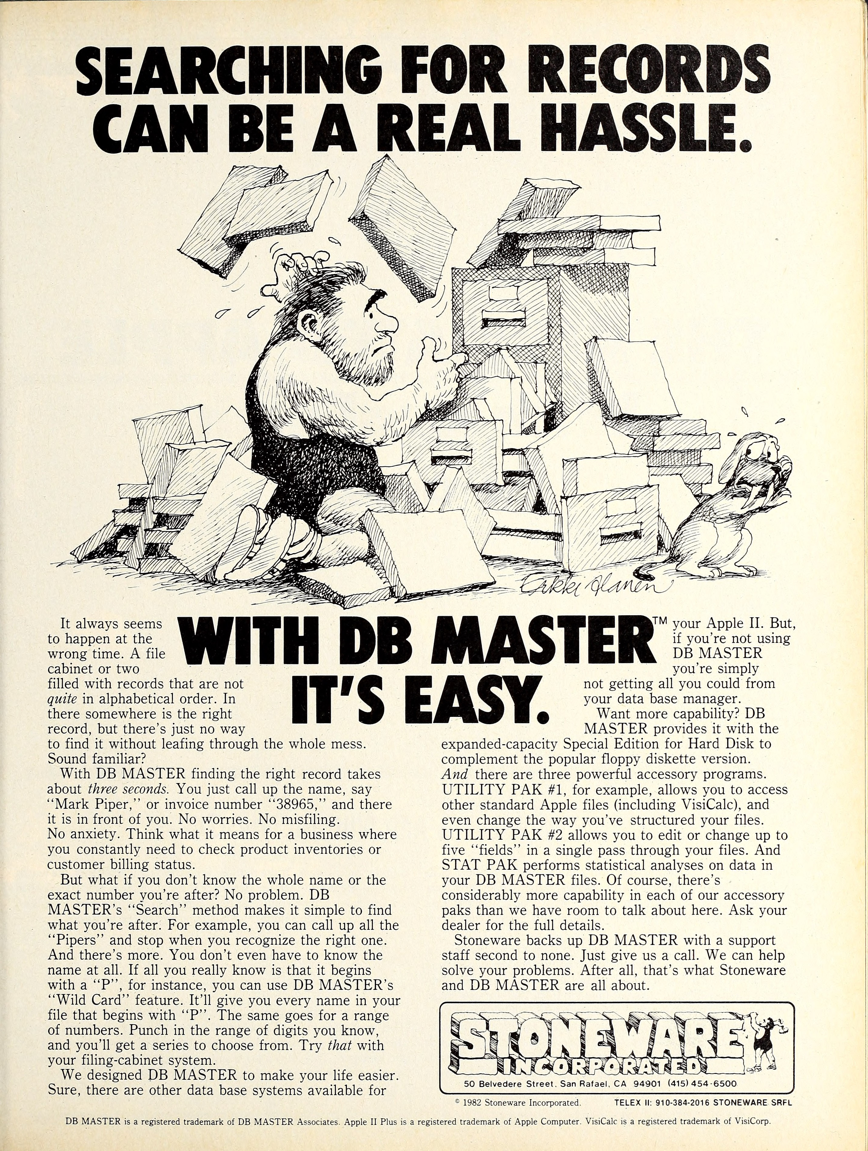 SEARCHING FOR RECORDS
CAN BE A REAL HASSLE.
WITH DB MASTER™
IT'S EASY.
It always seems
to happen at the
wrong time. A file
cabinet or two
filled with records that are not
quite in alphabetical order. In
there somewhere is the right
record, but there's just no way
to find it without leafing through the whole mess.
Sound familiar?
With DB MASTER finding the right record takes
about three seconds. You just call up the name, say
“Mark Piper,” or invoice number “38965,” and there
it is in front of you. No worries. No misfiling.
No anxiety. Think what it means for a business where
you constantly need to check product inventories or
customer billing status.
But what if you don't know the whole name or the
exact number you're after? No problem. DB
MASTER's “Search” method makes it simple to find
what you're after. For example, you can call up all the
“Pipers” and stop when you recognize the right one.
And there's more. You don't even have to know the
name at all. If all you really know is that it begins
with a “P”, for instance, you can use DB MASTER's
“Wild Card” feature. It'll give you every name in your
file that begins with “P”. The same goes for a range
of numbers. Punch in the range of digits you know,
and you'll get a series to choose from. Try that with
your filing-cabinet system.
We designed DB MASTER to make your life easier.
Sure, there are other data base systems available for
your Apple II. But,
if you're not using
DB MASTER
you're simply
not getting all you could from
your data base manager.
Want more capability? DB
MASTER provides it with the
expanded-capacity Special Edition for Hard Disk to
complement the popular floppy diskette version.
And there are three powerful accessory programs.
UTILITY PAK #1, for example, allows you to access
other standard Apple files (including VisiCalc), and
even change the way you've structured your files.
UTILITY PAK #2 allows you to edit or change up to
five “fields” in a single pass through your files. And
STAT PAK performs statistical analyses on data in
your DB MASTER files. Of course, there's
considerably more capability in each of our accessory
paks than we have room to talk about here. Ask your
dealer for the full details.
Stoneware backs up DB MASTER with a support
staff second to none. Just give us a call. We can help
solve your problems. After all, that's what Stoneware
and DB MASTER are all about.
STONEWARE
INCORPORATED
50 Belvedere Street, San Rafael, CA 94901 (415) 454-6500
© 1982 Stoneware Incorporated. TELEX II: 910-384-2016 STONEWARE SRFL
DB MASTER is a registered trademark of DB MASTER Associates. Apple II Plus is a registered trademark of Apple Computer. VisiCalc is a registered trademark of VisiCorp.